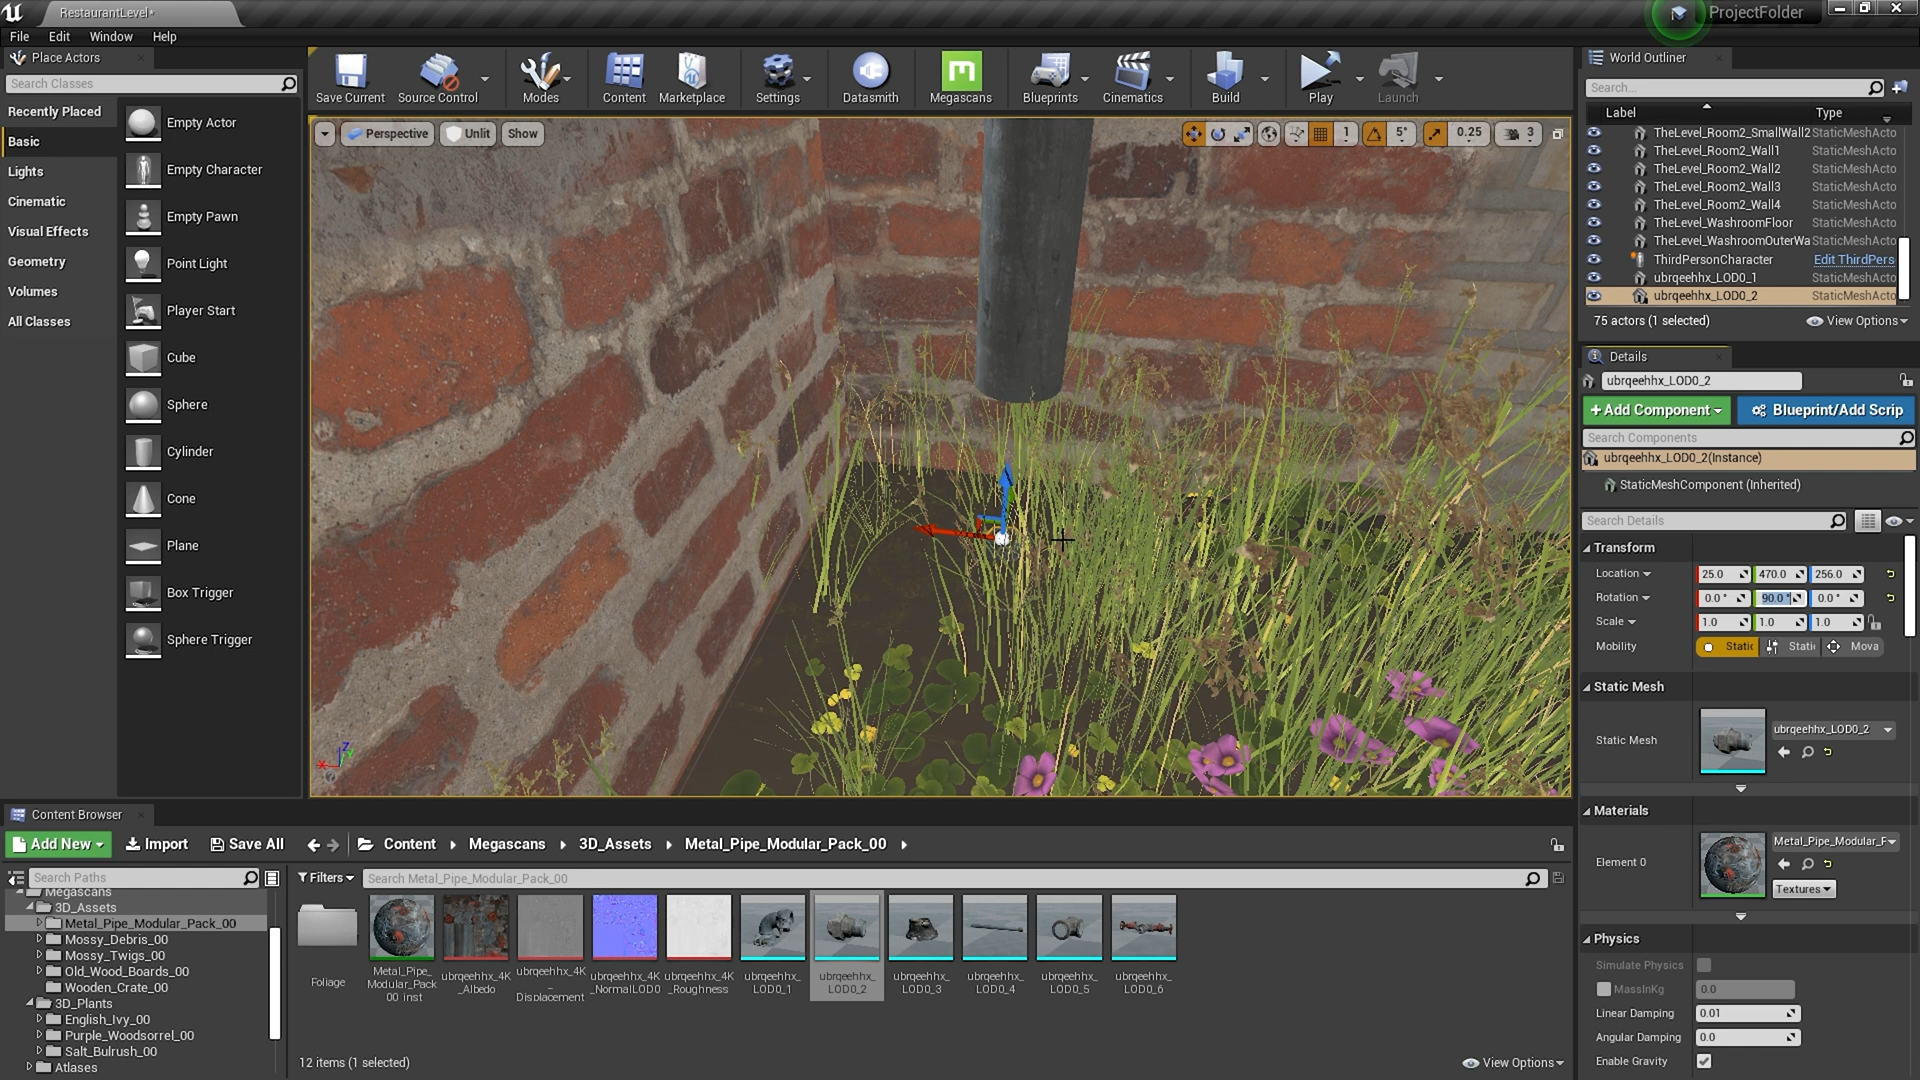 RestaurantLevel*
ProjectFolder
File Edit Window Help
Place Actors
Search Classes
Recently Placed
Basic
Lights
Cinematic
Visual Effects
Geometry
Volumes
All Classes
Empty Actor
Empty Character
Empty Pawn
Point Light
Player Start
Cube
Sphere
Cylinder
Cone
Plane
Box Trigger
Sphere Trigger
Save Current Source Control Modes Content Marketplace Settings Datasmith Megascans Blueprints Cinematics Build Play Launch
Perspective Unlit Show
1 5° 0.25 3
World Outliner
Search...
Label Type
TheLevel_Room2_SmallWall2 StaticMeshActo
TheLevel_Room2_Wall1 StaticMeshActo
TheLevel_Room2_Wall2 StaticMeshActo
TheLevel_Room2_Wall3 StaticMeshActo
TheLevel_Room2_Wall4 StaticMeshActo
TheLevel_WashroomFloor StaticMeshActo
TheLevel_WashroomOuterWa StaticMeshActo
ThirdPersonCharacter Edit ThirdPers
ubrqeehhx_LOD0_1 StaticMeshActo
ubrqeehhx_LOD0_2 StaticMeshActo
75 actors (1 selected) View Options
Details
ubrqeehhx_LOD0_2
+Add Component Blueprint/Add Scrip
Search Components
ubrqeehhx_LOD0_2(Instance)
StaticMeshComponent (Inherited)
Search Details
Transform
Location 25.0 470.0 256.0
Rotation 0.0° 90.0° 0.0°
Scale 1.0 1.0 1.0
Mobility Static Static Mova
Static Mesh
Static Mesh ubrqeehhx_LOD0_2
Materials
Element 0 Metal_Pipe_Modular_F
Textures
Physics
Simulate Physics
MassInKg 0.0
Linear Damping 0.01
Angular Damping 0.0
Enable Gravity
Z
X
Content Browser
Add New Import Save All Content Megascans 3D_Assets Metal_Pipe_Modular_Pack_00
Search Paths
Filters Search Metal_Pipe_Modular_Pack_00
Megascans
3D_Assets
Metal_Pipe_Modular_Pack_00
Mossy_Debris_00
Mossy_Twigs_00
Old_Wood_Boards_00
Wooden_Crate_00
3D_Plants
English_Ivy_00
Purple_Woodsorrel_00
Salt_Bulrush_00
Atlases
Foliage
Metal_Pipe_
Modular_Pack_
00_inst
ubrqeehhx_4K
_Albedo
ubrqeehhx_4K
_
Displacement
ubrqeehhx_4K
_NormalLOD0
ubrqeehhx_4K
_Roughness
ubrqeehhx_
LOD0_1
ubrqeehhx_
LOD0_2
ubrqeehhx_
LOD0_3
ubrqeehhx_
LOD0_4
ubrqeehhx_
LOD0_5
ubrqeehhx_
LOD0_6
12 items (1 selected) View Options